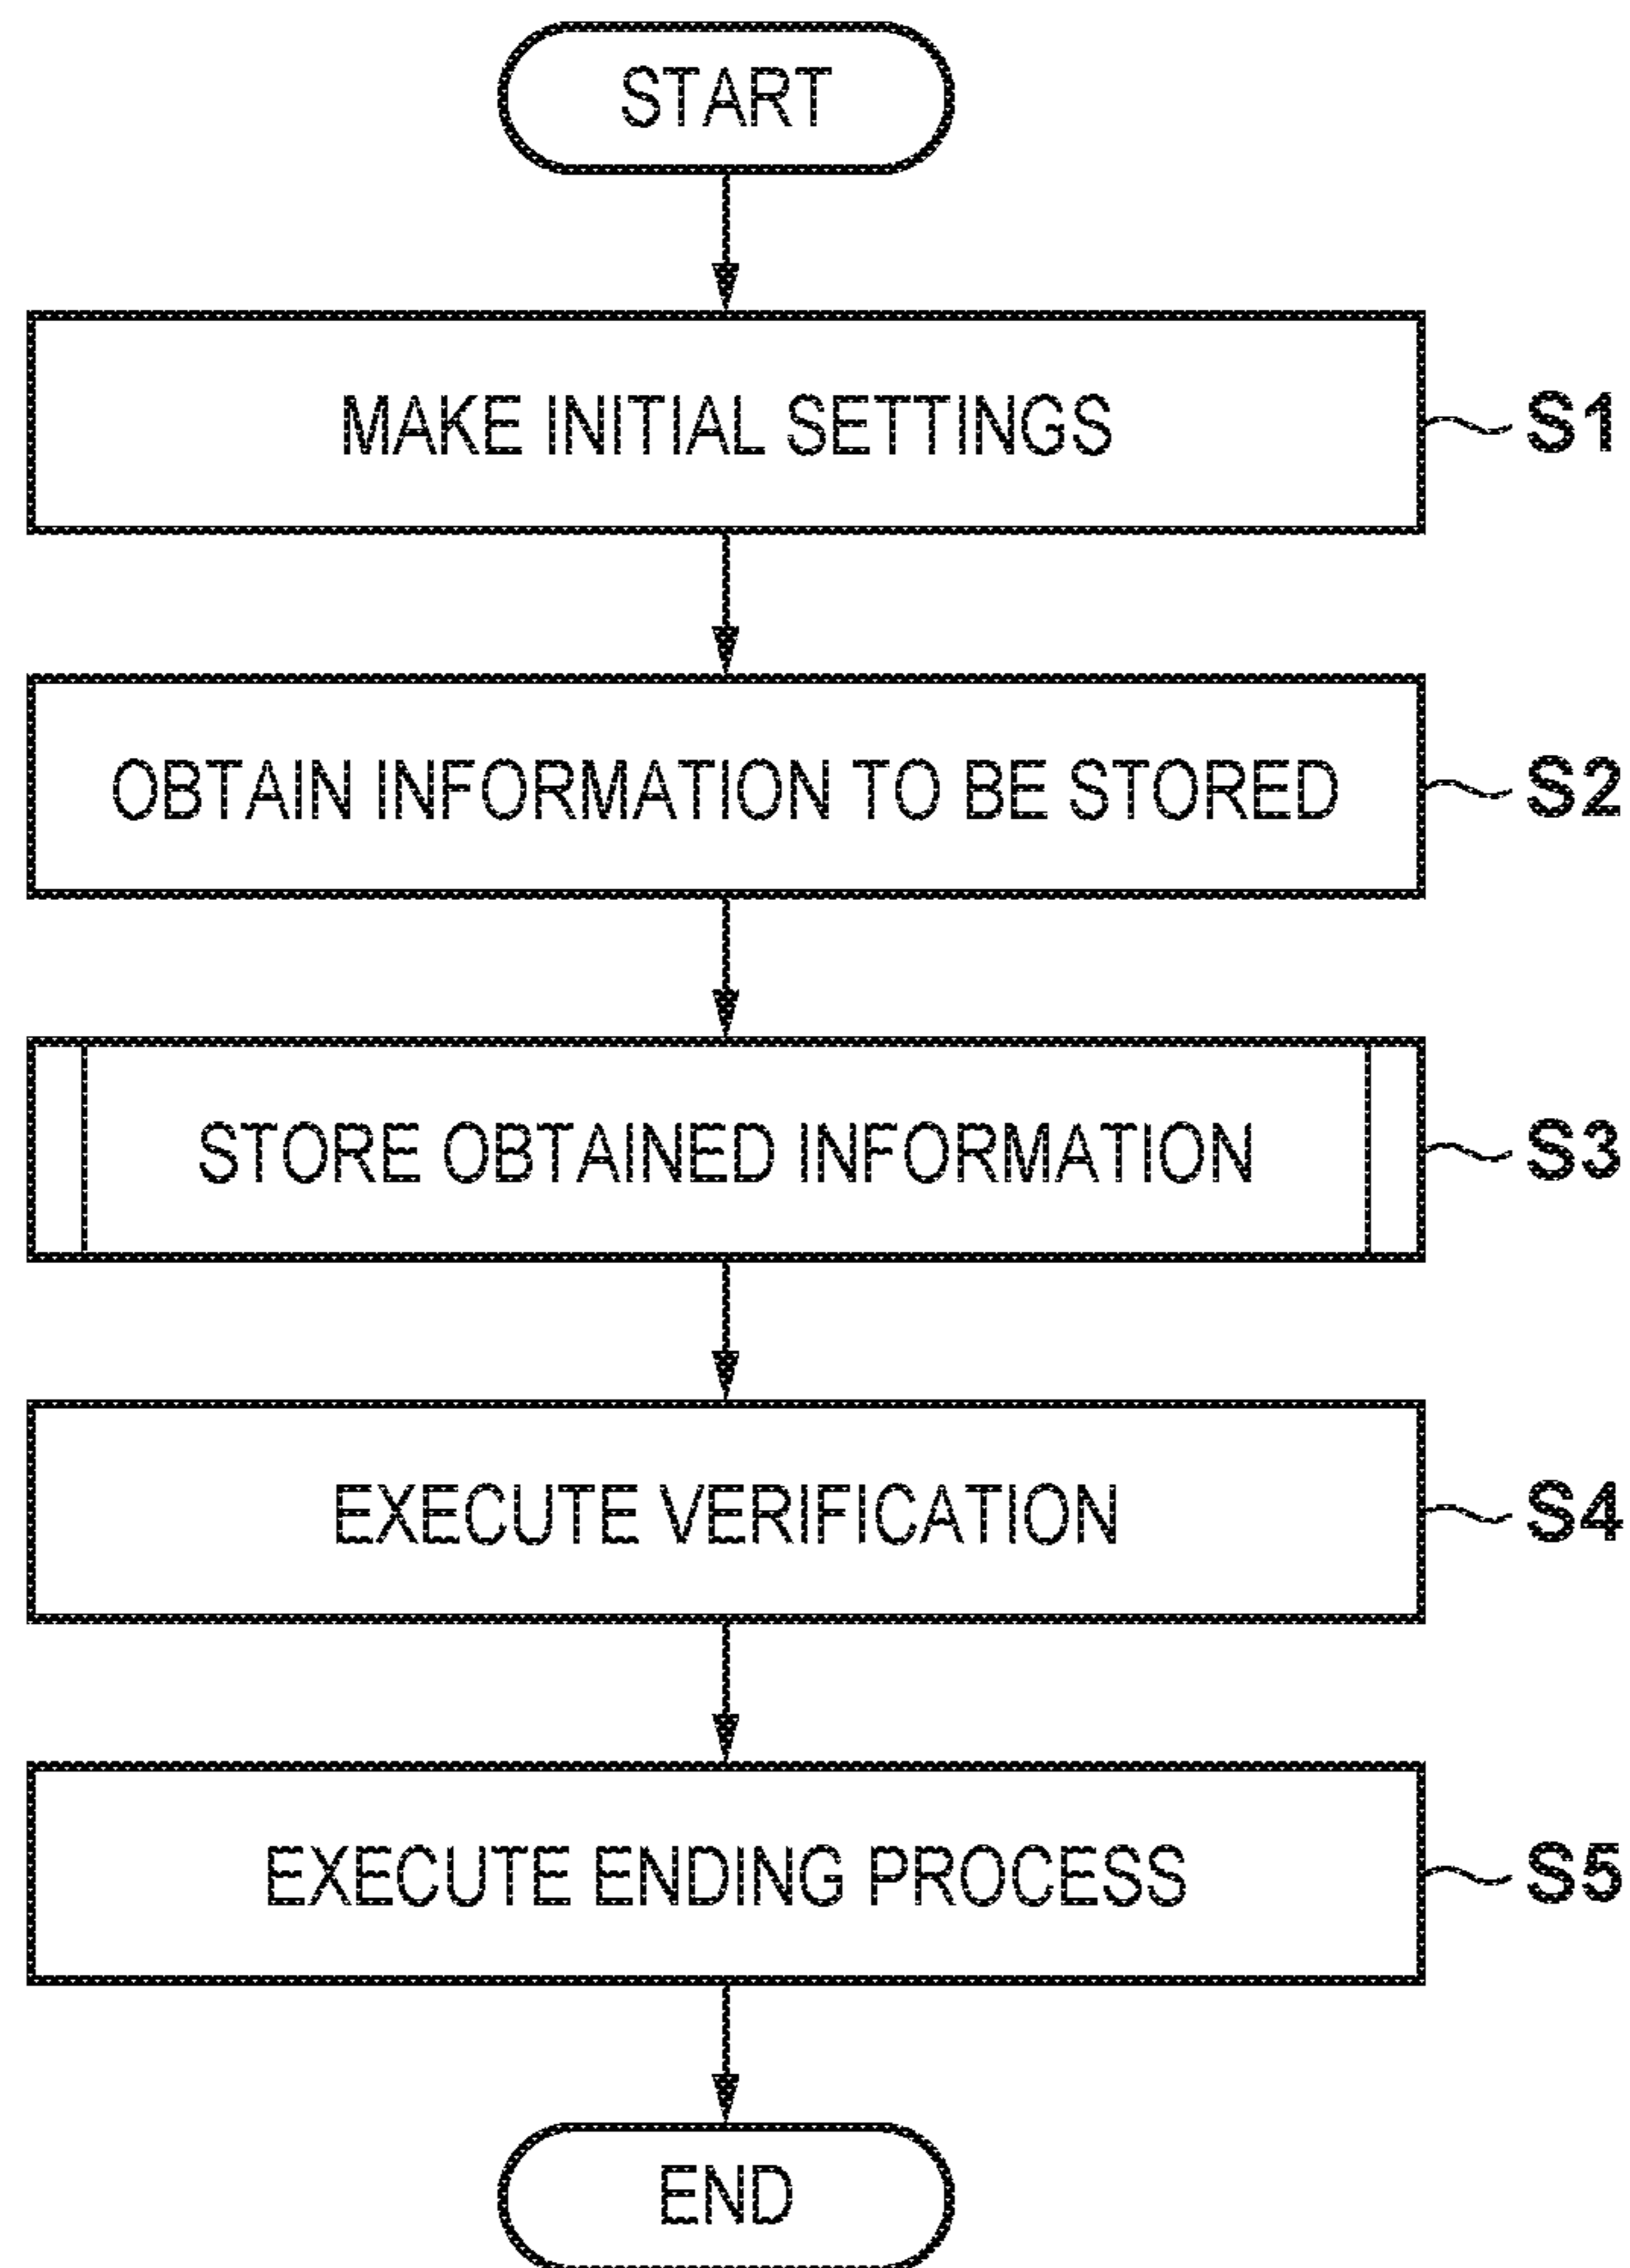 START
MAKE INITIAL SETTINGS
S1
OBTAIN INFORMATION TO BE STORED
S2
STORE OBTAINED INFORMATION
S3
EXECUTE VERIFICATION
S4
EXECUTE ENDING PROCESS
S5
END